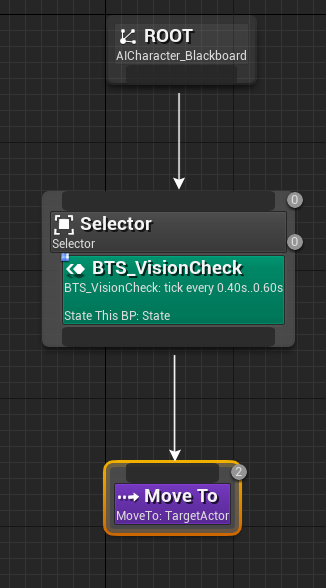 ROOT
AICharacter_Blackboard
0
Selector
Selector
0
BTS_VisionCheck
BTS_VisionCheck: tick every 0.40s..0.60s
State This BP: State
2
Move To
MoveTo: TargetActor